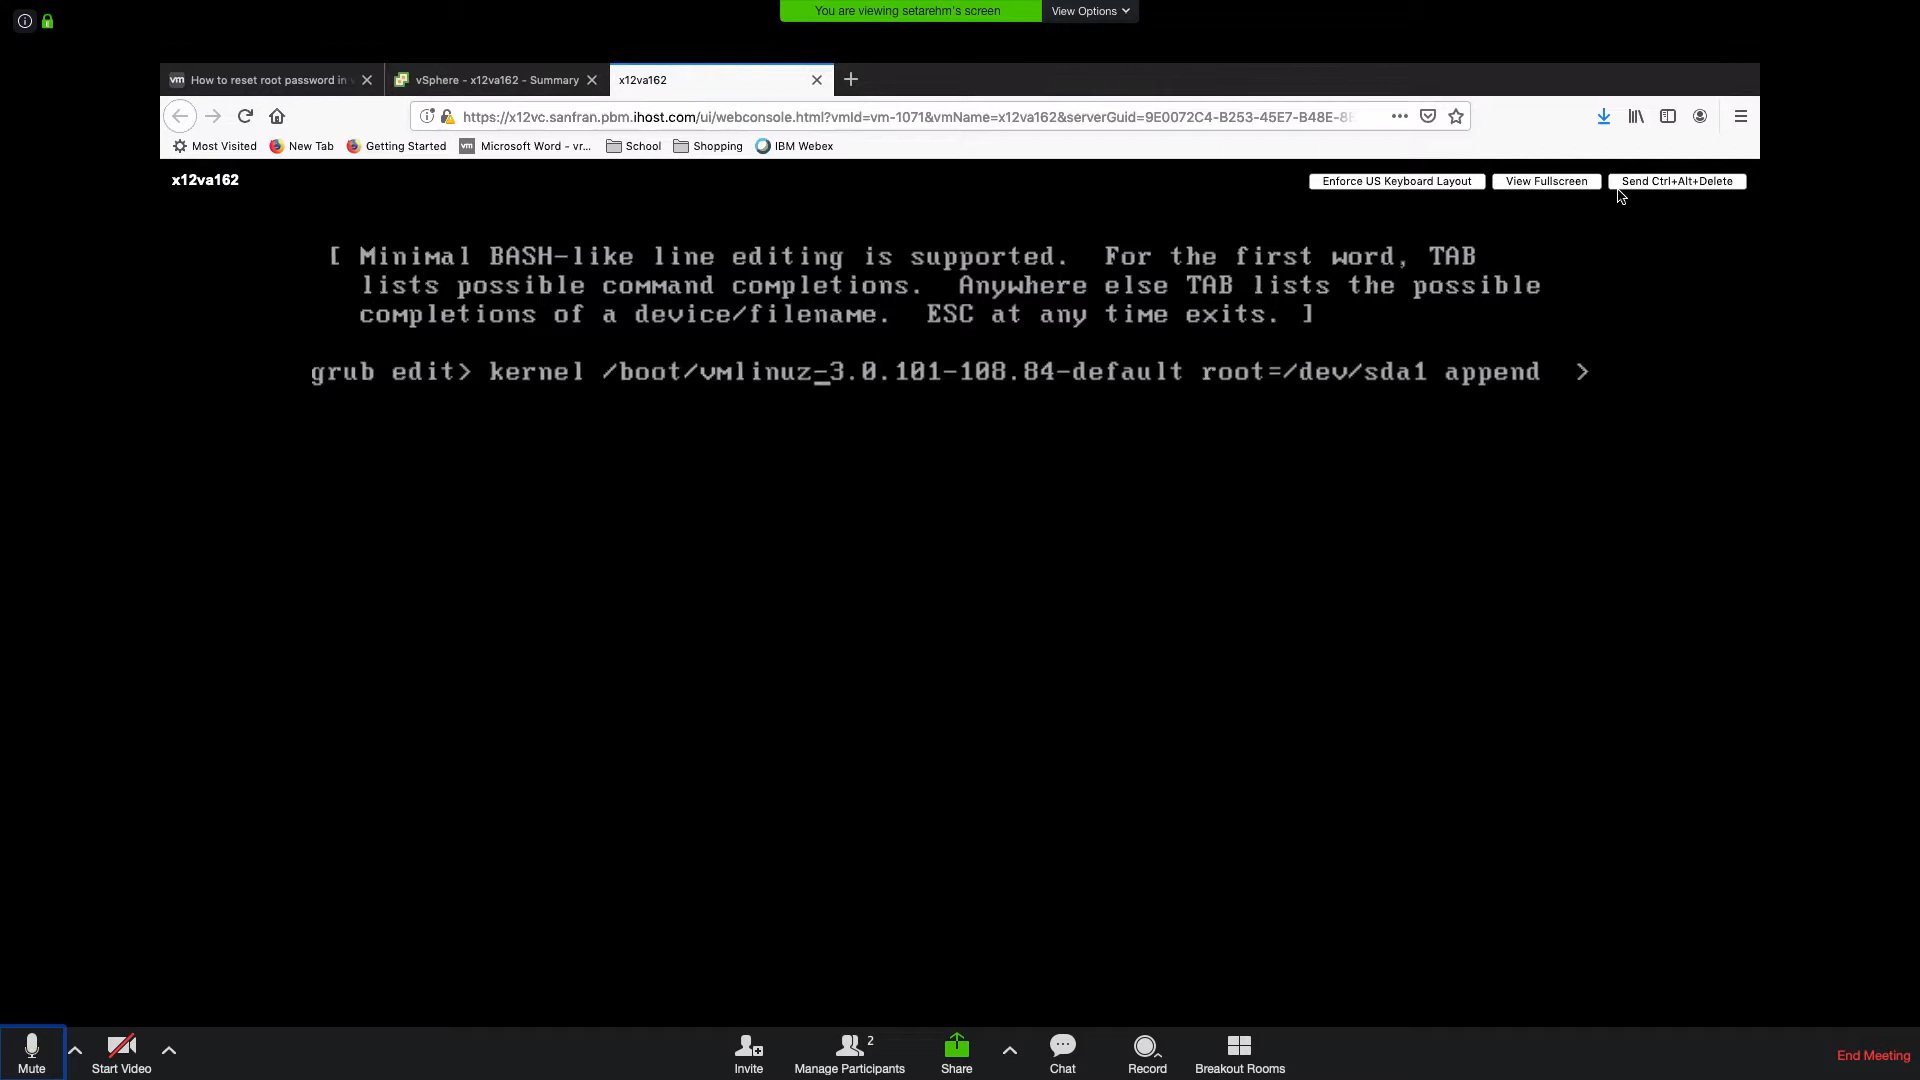 You are viewing setarehm's screen
View Options
How to reset root password in
vSphere - x12va162 - Summary
x12va162
https://x12vc.sanfran.pbm.ihost.com/ui/webconsole.html?vmId=vm-1071&vmName=x12va162&serverGuid=9E0072C4-B253-45E7-B48E-8
Most Visited
New Tab
Getting Started
vm
Microsoft Word - vr...
School
Shopping
IBM Webex
x12va162
Enforce US Keyboard Layout
View Fullscreen
Send Ctrl+Alt+Delete
[ Minimal BASH-like line editing is supported. For the first word, TAB
lists possible command completions. Anywhere else TAB lists the possible
completions of a device/filename. ESC at any time exits. ]
grub edit> kernel /boot/vmlinuz-3.0.101-108.84-default root=/dev/sda1 append >
Mute
Start Video
Invite
2
Manage Participants
Share
Chat
Record
Breakout Rooms
End Meeting